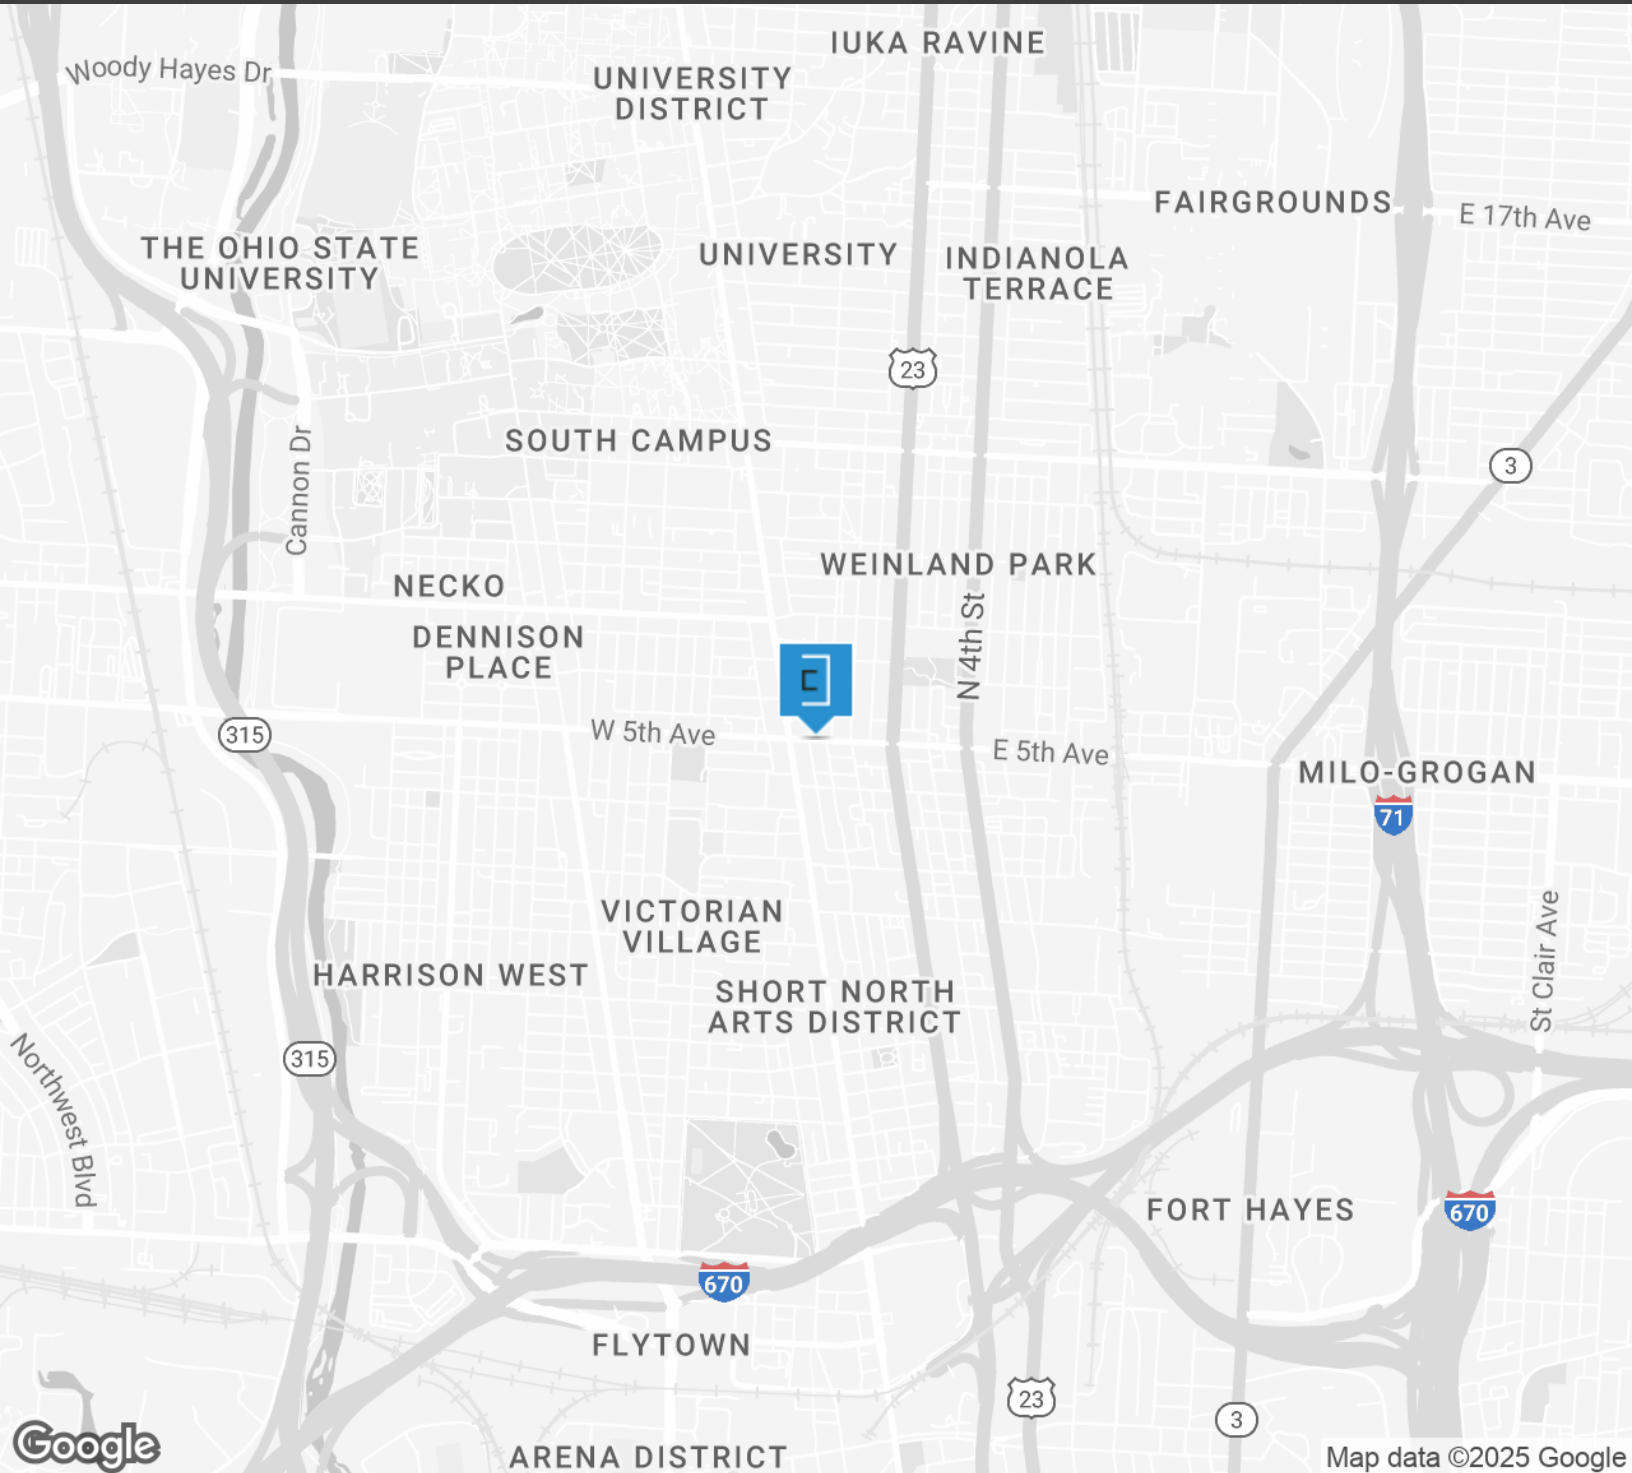 IUKA RAVINE
Woody Hayes Dr
UNIVERSITY
DISTRICT
FAIRGROUNDS
E 17th Ave
THE OHIO STATE
UNIVERSITY
UNIVERSITY
INDIANOLA
TERRACE
23
SOUTH CAMPUS
3
Cannon Dr
WEINLAND PARK
NECKO
DENNISON
PLACE
N 4th St
315
W 5th Ave
E 5th Ave
MILO-GROGAN
71
VICTORIAN
VILLAGE
HARRISON WEST
SHORT NORTH
ARTS DISTRICT
St Clair Ave
315
Northwest Blvd
FORT HAYES
670
670
FLYTOWN
23
3
Google
ARENA DISTRICT
Map data ©2025 Google